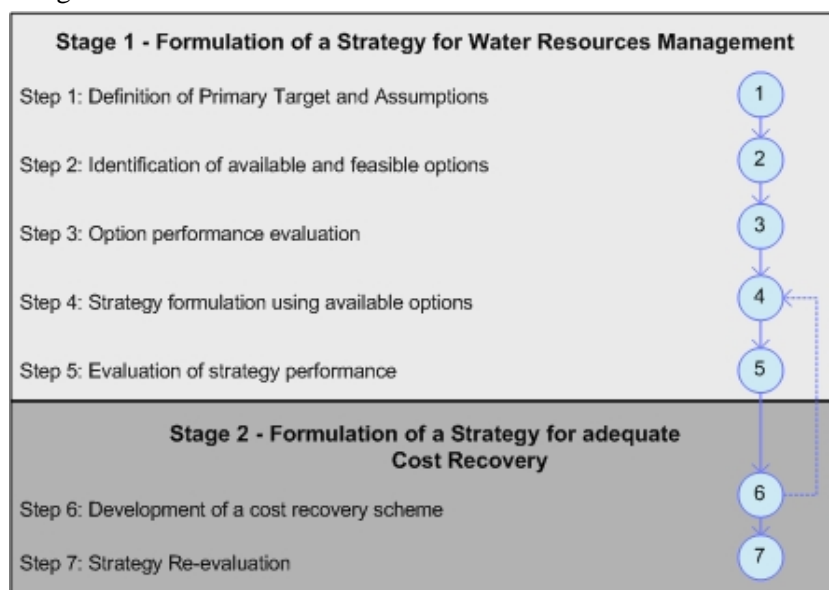 Stage 1 - Formulation of a Strategy for Water Resources Management
Step 1: Definition of Primary Target and Assumptions
1
Step 2: Identification of available and feasible options
2
Step 3: Option performance evaluation
3
Step 4: Strategy formulation using available options
4
Step 5: Evaluation of strategy performance
5
Stage 2 - Formulation of a Strategy for adequate
Cost Recovery
Step 6: Development of a cost recovery scheme
6
Step 7: Strategy Re-evaluation
7